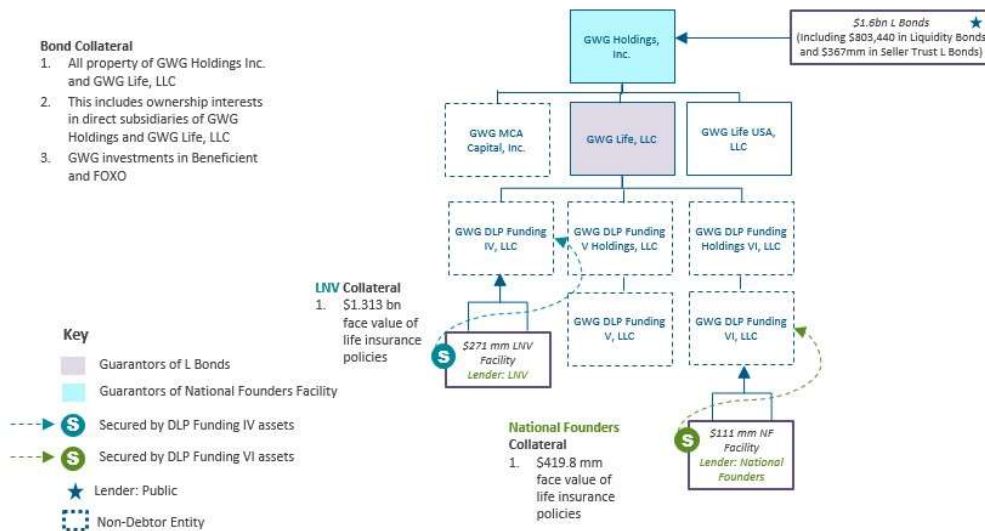 $1.6bn L Bonds
(Including $803,440 in Liquidity Bonds
and $367mm in Seller Trust L Bonds)
GWG Holdings,
Inc.
Bond Collateral
1. All property of GWG Holdings Inc.
and GWG Life, LLC
2. This includes ownership interests
in direct subsidiaries of GWG
Holdings and GWG Life, LLC
3. GWG investments in Beneficient
and FOXO
GWG MCA
Capital, Inc.
GWG Life, LLC
GWG Life USA,
LLC
GWG DLP Funding
IV, LLC
GWG DLP Funding
V Holdings, LLC
GWG DLP Funding
Holdings VI, LLC
LNV Collateral
1. $1.313 bn
face value of
life insurance
policies
GWG DLP Funding
V, LLC
GWG DLP Funding
VI, LLC
S
$271 mm LNV
Facility
Lender: LNV
National Founders
Collateral
1. $419.8 mm
face value of
life insurance
policies
S
$111 mm NF
Facility
Lender: National
Founders
Key
Guarantors of L Bonds
Guarantors of National Founders Facility
S Secured by DLP Funding IV assets
S Secured by DLP Funding VI assets
Lender: Public
Non-Debtor Entity